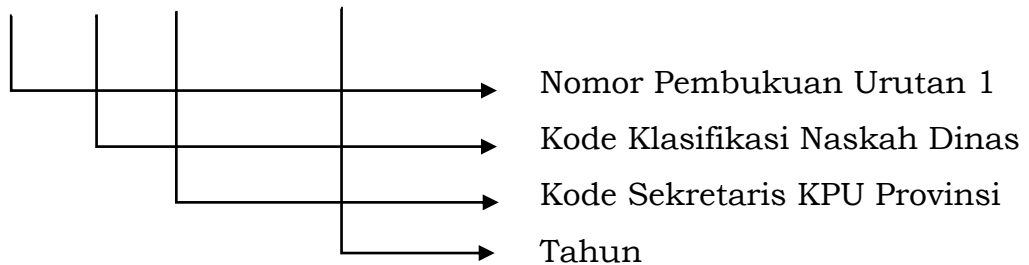 Nomor Pembukuan Urutan 1
Kode Klasifikasi Naskah Dinas
Kode Sekretaris KPU Provinsi
Tahun